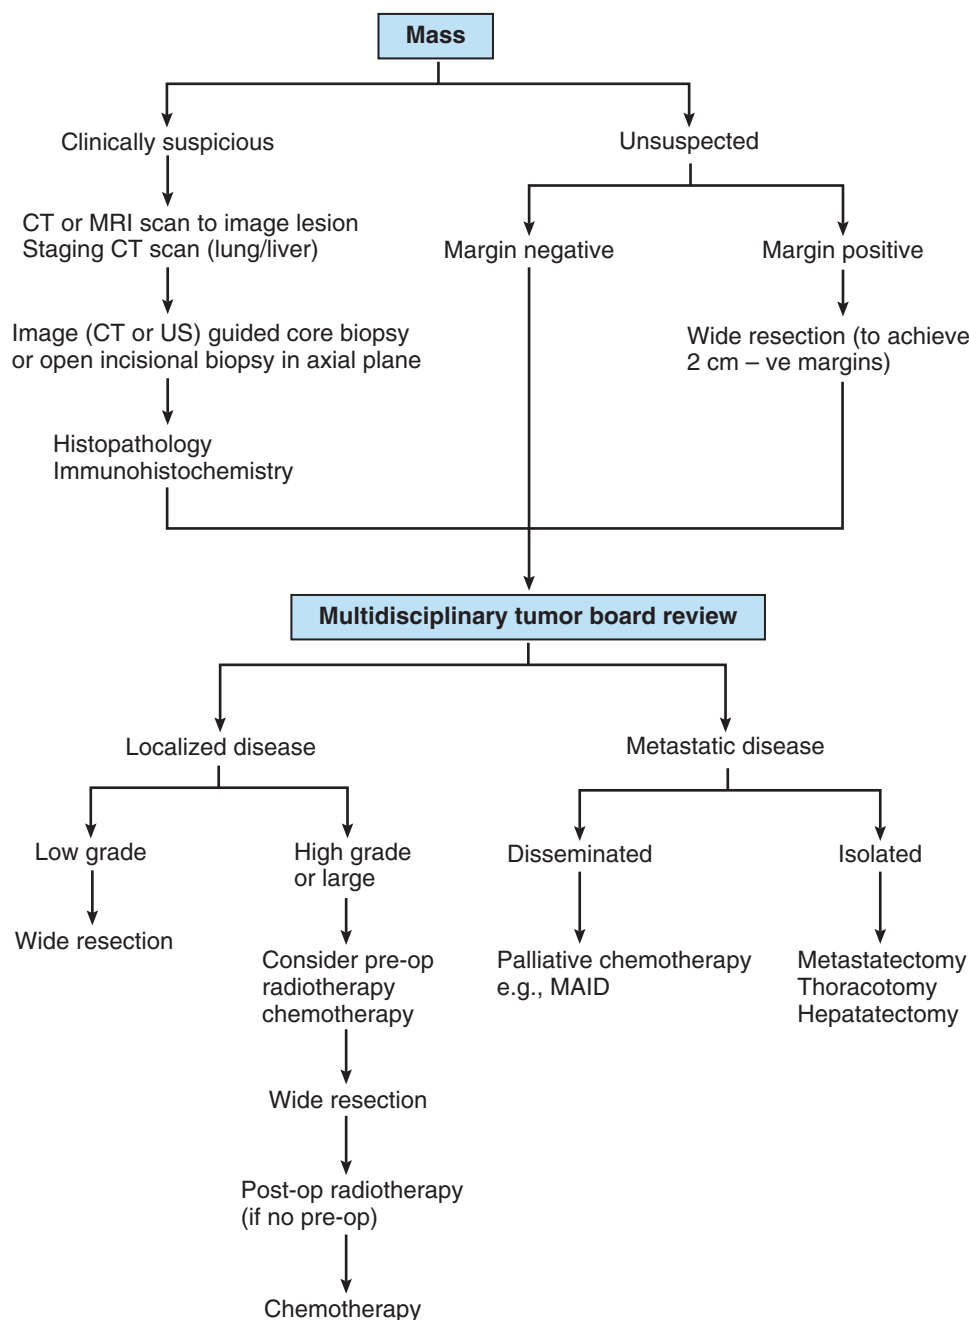 Mass
Clinically suspicious
Unsuspected
CT or MRI scan to image lesion
Staging CT scan (lung/liver)
Margin negative
Margin positive
Image (CT or US) guided core biopsy
or open incisional biopsy in axial plane
Wide resection (to achieve
2 cm – ve margins)
Histopathology
Immunohistochemistry
Multidisciplinary tumor board review
Localized disease
Metastatic disease
Low grade
High grade
or large
Disseminated
Isolated
Wide resection
Consider pre-op
radiotherapy
chemotherapy
Palliative chemotherapy
e.g., MAID
Metastatectomy
Thoracotomy
Hepatatectomy
Wide resection
Post-op radiotherapy
(if no pre-op)
Chemotherapy